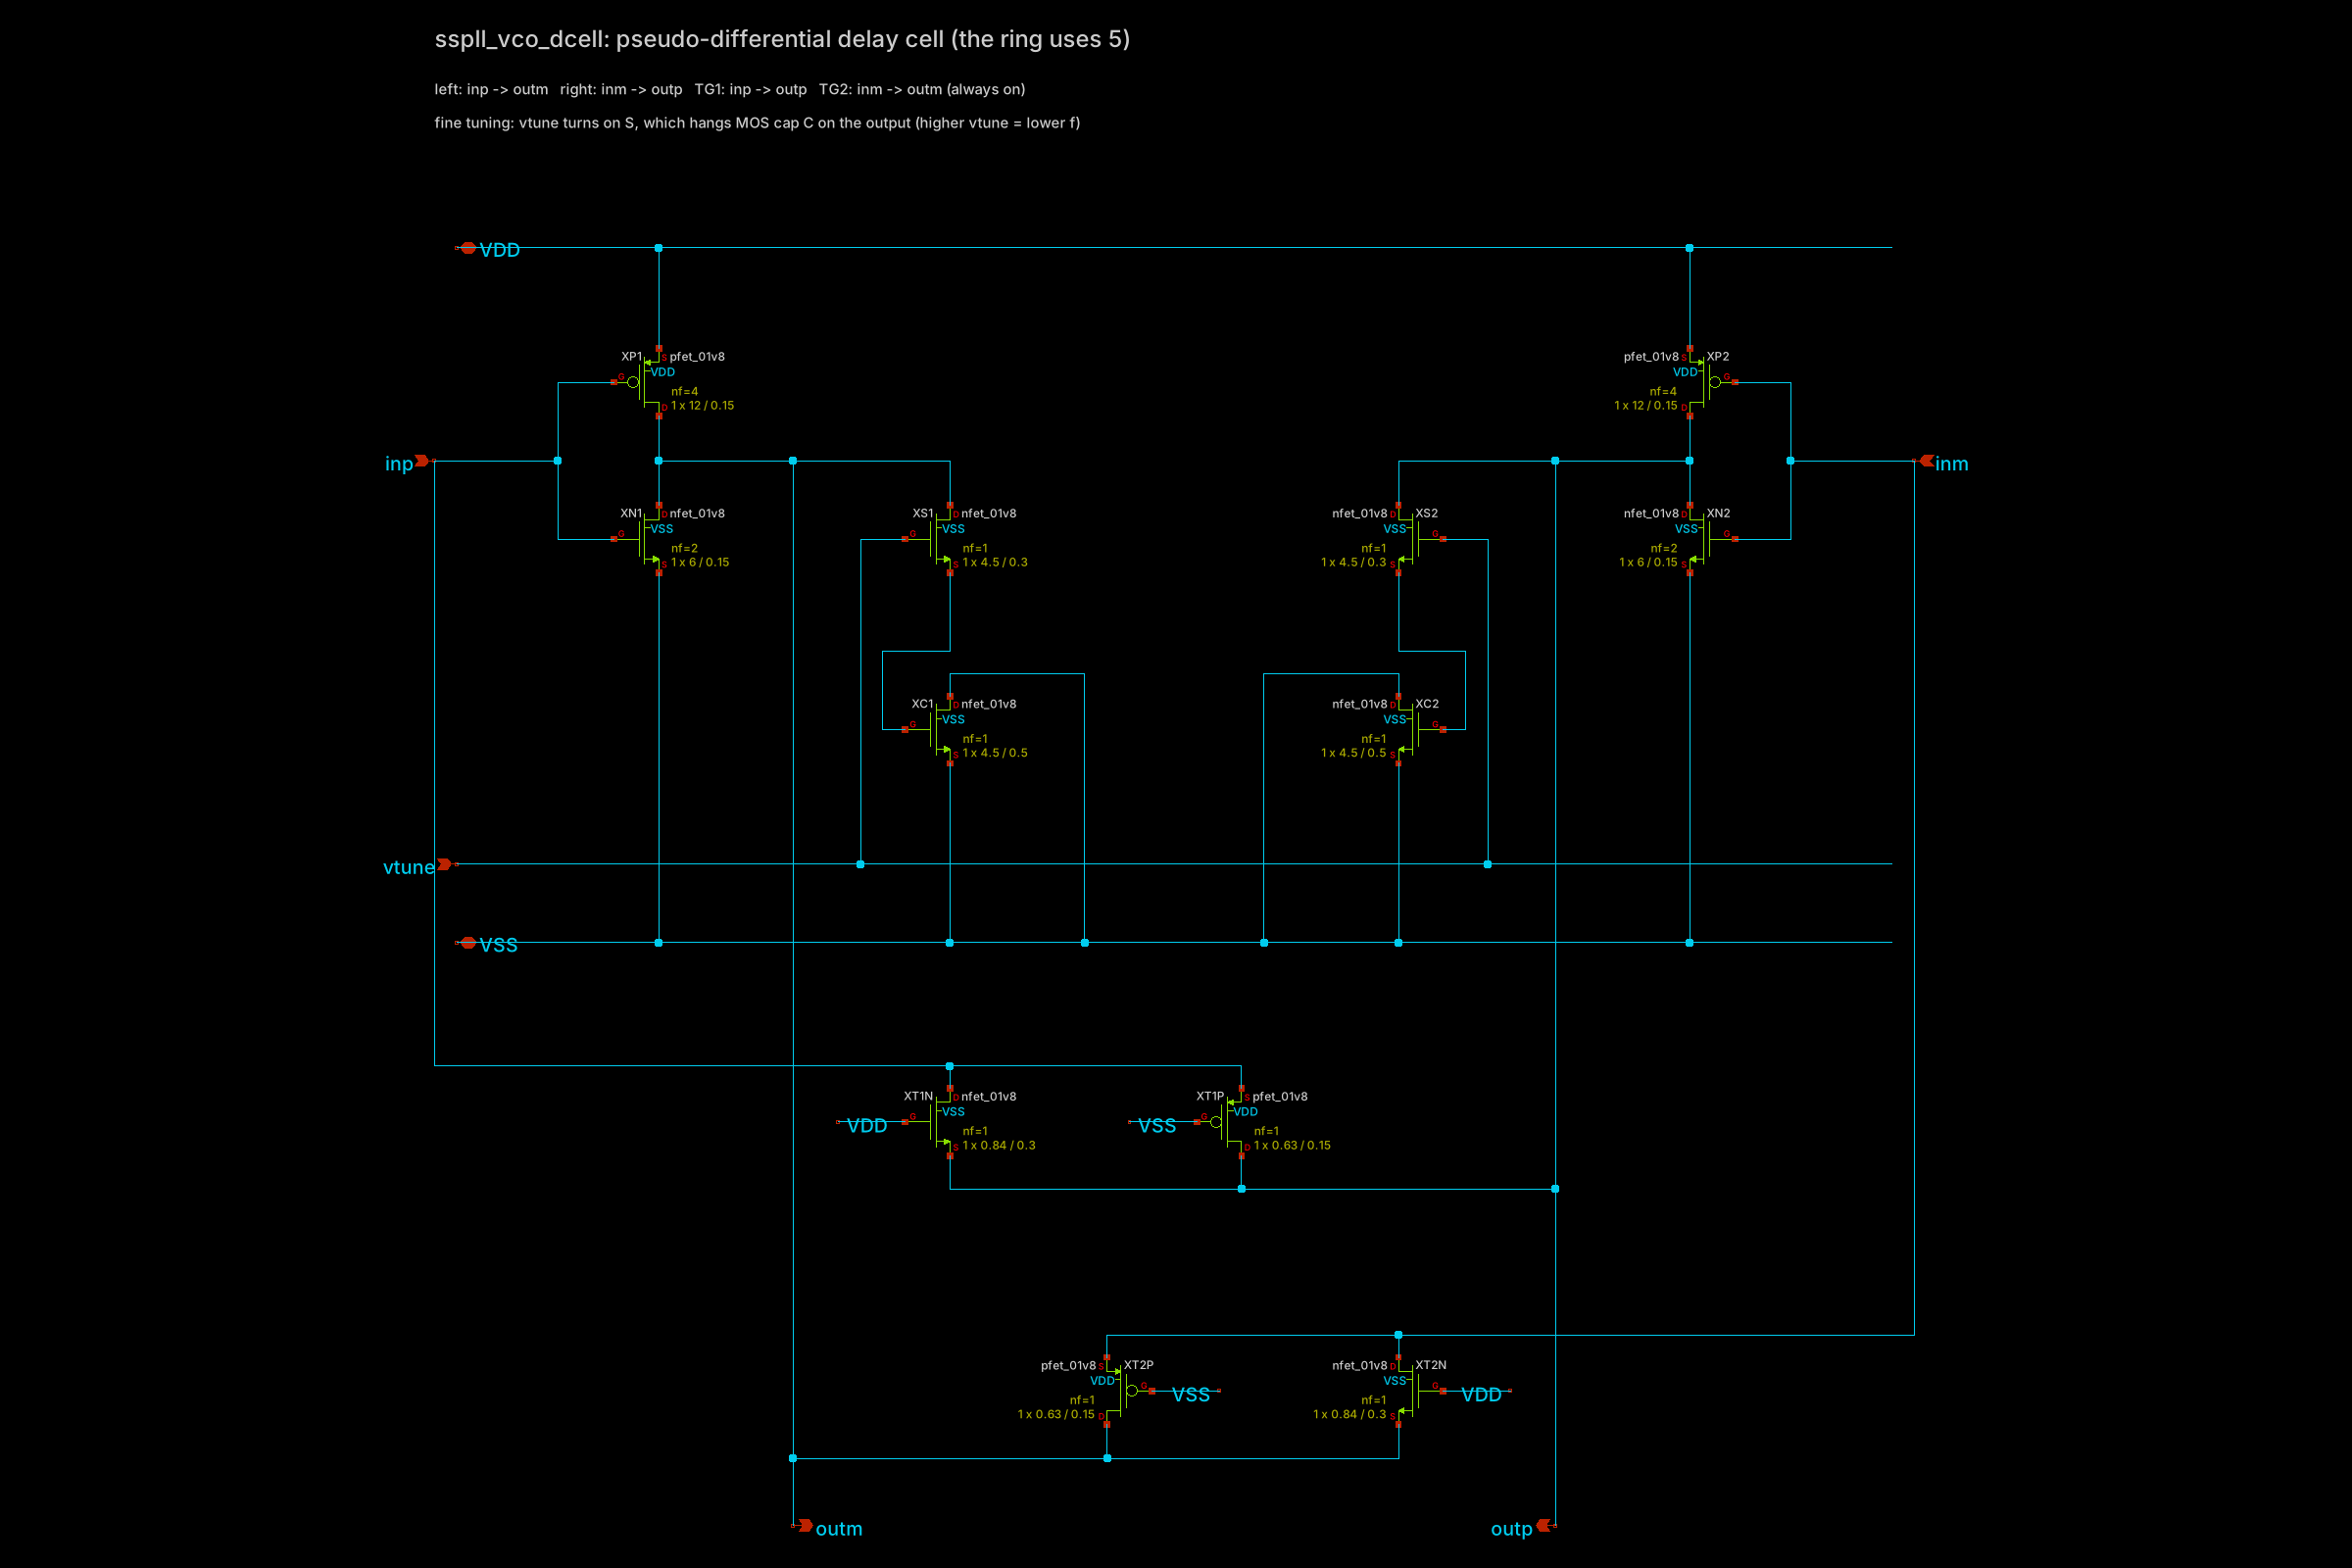 sspll_vco_dcell: pseudo-differential delay cell (the ring uses 5)
left: inp -> outm   right: inm -> outp   TG1: inp -> outp   TG2: inm -> outm (always on)
fine tuning: vtune turns on S, which hangs MOS cap C on the output (higher vtune = lower f)
VDD
XP1 S pfet_01v8
VDD
G
nf=4
D 1 x 12 / 0.15
pfet_01v8 S XP2
VDD
G
nf=4
1 x 12 / 0.15 D
inp
inm
XN1 D nfet_01v8
VSS
G
nf=2
S 1 x 6 / 0.15
XS1 D nfet_01v8
VSS
G
nf=1
S 1 x 4.5 / 0.3
nfet_01v8 D XS2
VSS
G
nf=1
1 x 4.5 / 0.3 S
nfet_01v8 D XN2
VSS
G
nf=2
1 x 6 / 0.15 S
XC1 D nfet_01v8
VSS
G
nf=1
S 1 x 4.5 / 0.5
nfet_01v8 D XC2
VSS
G
nf=1
1 x 4.5 / 0.5 S
vtune
VSS
XT1N D nfet_01v8
VSS
VDD G
nf=1
S 1 x 0.84 / 0.3
XT1P S pfet_01v8
VDD
VSS G
nf=1
D 1 x 0.63 / 0.15
pfet_01v8 S XT2P
VDD
G VSS
nf=1
1 x 0.63 / 0.15 D
nfet_01v8 D XT2N
VSS
G VDD
nf=1
1 x 0.84 / 0.3 S
outm
outp